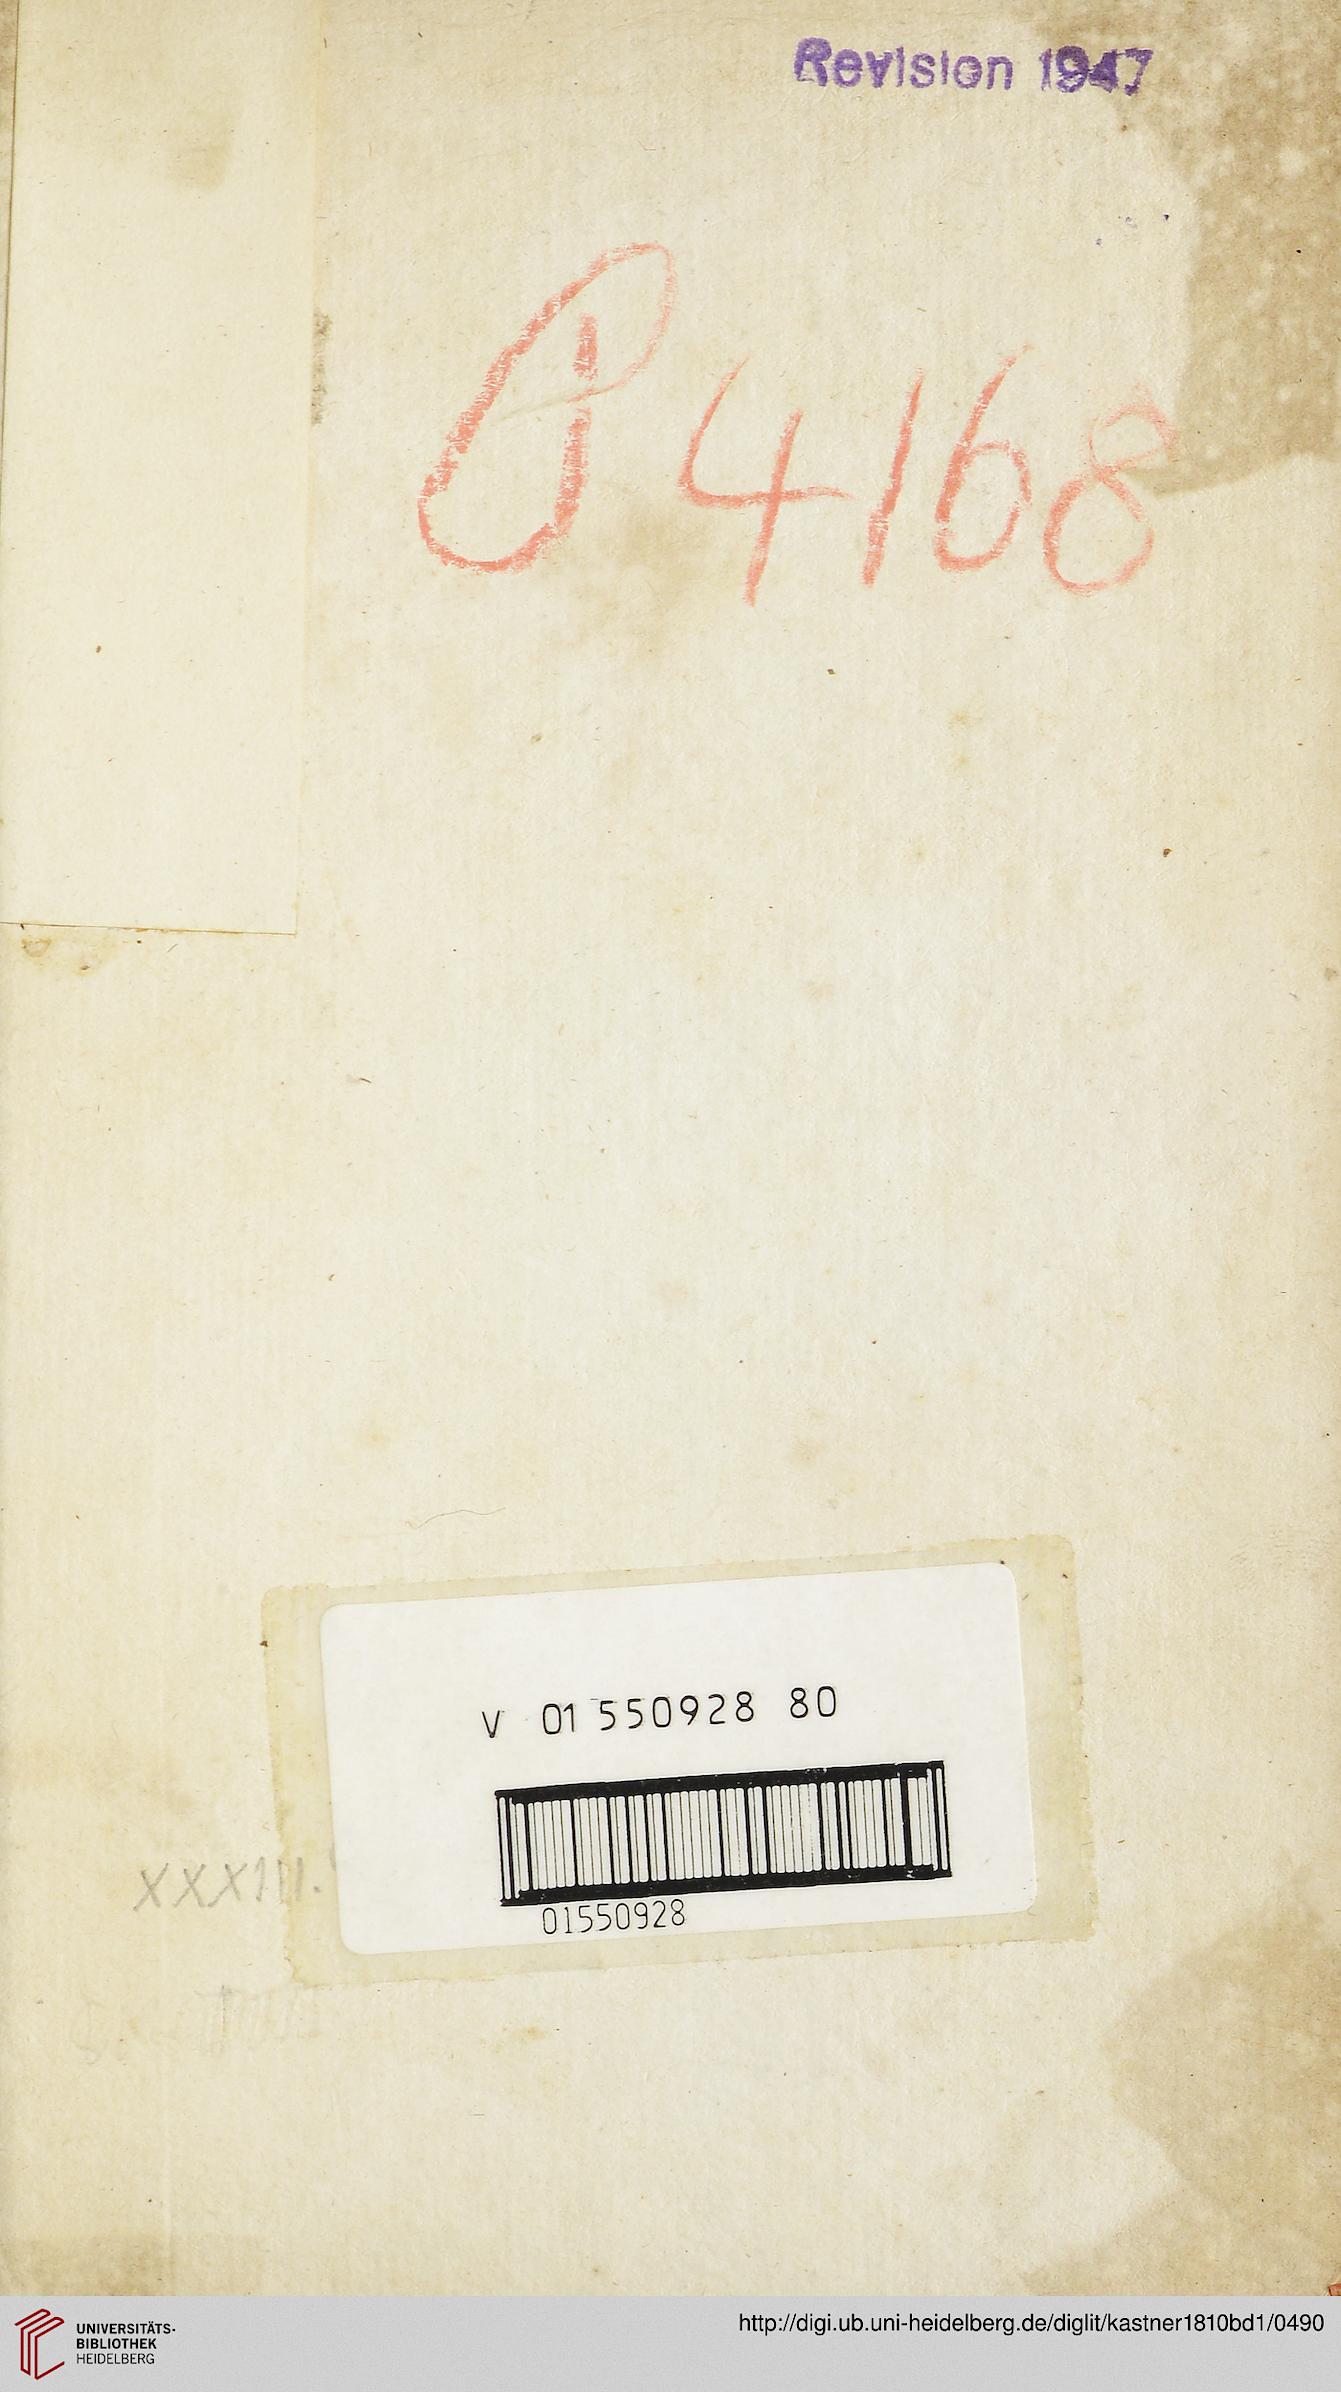 Revision 1947
P 4168
V 01 550928 80
01550928
XXXIII.
UNIVERSITÄTS-
BIBLIOTHEK
HEIDELBERG
http://digi.ub.uni-heidelberg.de/diglit/kastner1810bd1/0490